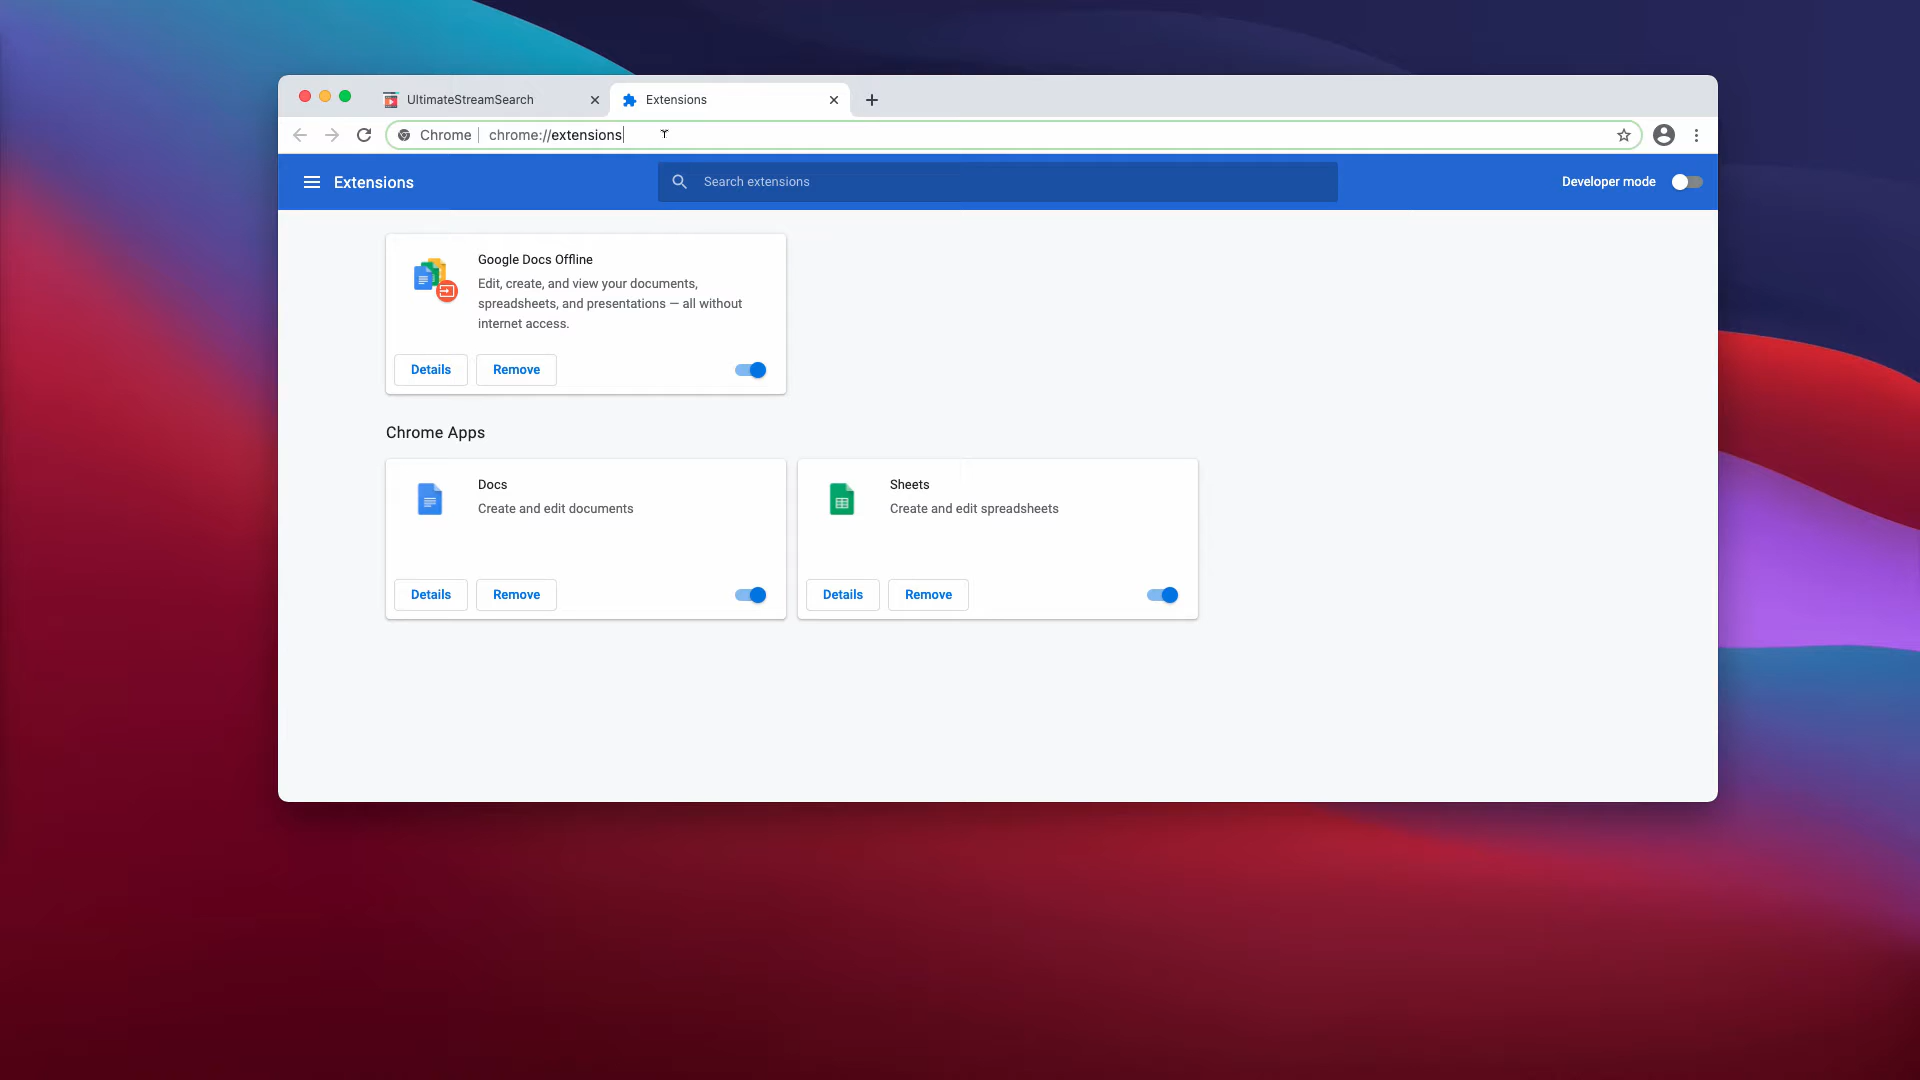 UltimateStreamSearch
Extensions
Chrome
chrome://extensions
Extensions
Search extensions
Developer mode
Google Docs Offline
Edit, create, and view your documents,
spreadsheets, and presentations — all without
internet access.
Details
Remove
Chrome Apps
Docs
Create and edit documents
Details
Remove
Sheets
Create and edit spreadsheets
Details
Remove